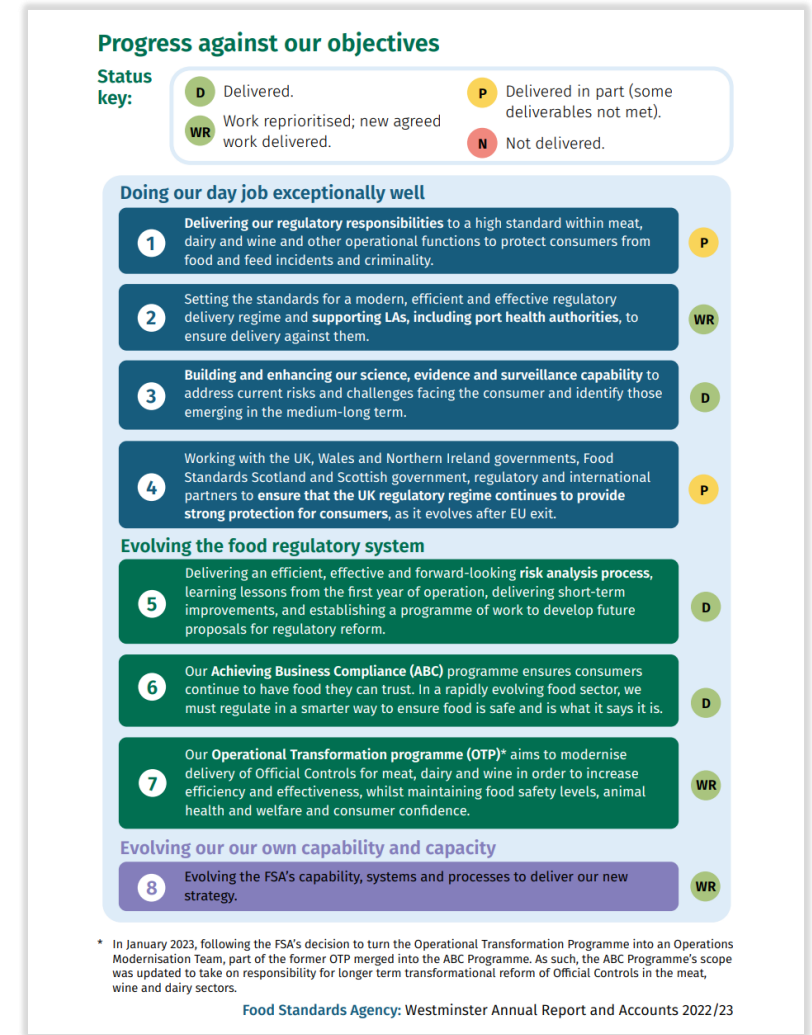 Progress against our objectives
Status
key:
D Delivered.
WR Work reprioritised; new agreed
work delivered.
P Delivered in part (some
deliverables not met).
N Not delivered.
Doing our day job exceptionally well
1
Delivering our regulatory responsibilities to a high standard within meat,
dairy and wine and other operational functions to protect consumers from
food and feed incidents and criminality.
P
2
Setting the standards for a modern, efficient and effective regulatory
delivery regime and supporting LAs, including port health authorities, to
ensure delivery against them.
WR
3
Building and enhancing our science, evidence and surveillance capability to
address current risks and challenges facing the consumer and identify those
emerging in the medium-long term.
D
4
Working with the UK, Wales and Northern Ireland governments, Food
Standards Scotland and Scottish government, regulatory and international
partners to ensure that the UK regulatory regime continues to provide
strong protection for consumers, as it evolves after EU exit.
P
Evolving the food regulatory system
5
Delivering an efficient, effective and forward-looking risk analysis process,
learning lessons from the first year of operation, delivering short-term
improvements, and establishing a programme of work to develop future
proposals for regulatory reform.
D
6
Our Achieving Business Compliance (ABC) programme ensures consumers
continue to have food they can trust. In a rapidly evolving food sector, we
must regulate in a smarter way to ensure food is safe and is what it says it is.
D
7
Our Operational Transformation programme (OTP)* aims to modernise
delivery of Official Controls for meat, dairy and wine in order to increase
efficiency and effectiveness, whilst maintaining food safety levels, animal
health and welfare and consumer confidence.
WR
Evolving our our own capability and capacity
8
Evolving the FSA's capability, systems and processes to deliver our new
strategy.
WR
* In January 2023, following the FSA's decision to turn the Operational Transformation Programme into an Operations
Modernisation Team, part of the former OTP merged into the ABC Programme. As such, the ABC Programme's scope
was updated to take on responsibility for longer term transformational reform of Official Controls in the meat,
wine and dairy sectors.
Food Standards Agency: Westminster Annual Report and Accounts 2022/23